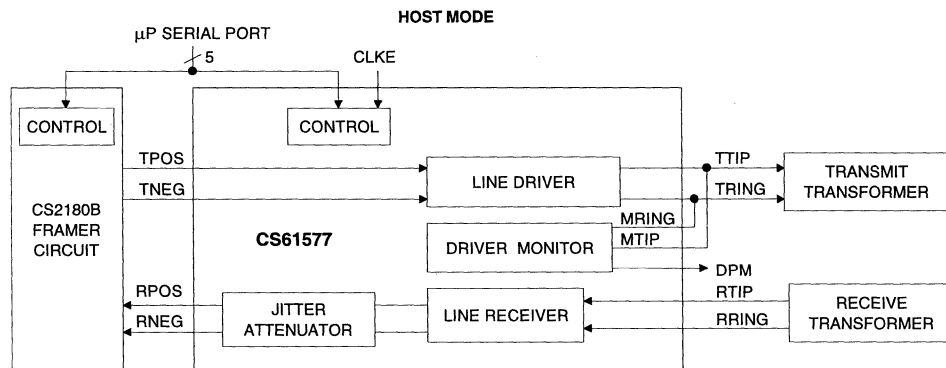 HOST MODE
µP SERIAL PORT
5
CLKE
CONTROL
CONTROL
TPOS
TNEG
LINE DRIVER
TTIP
TRING
TRANSMIT
TRANSFORMER
CS2180B
FRAMER
CIRCUIT
CS61577
DRIVER MONITOR
MRING
MTIP
DPM
RPOS
RNEG
JITTER
ATTENUATOR
LINE RECEIVER
RTIP
RRING
RECEIVE
TRANSFORMER